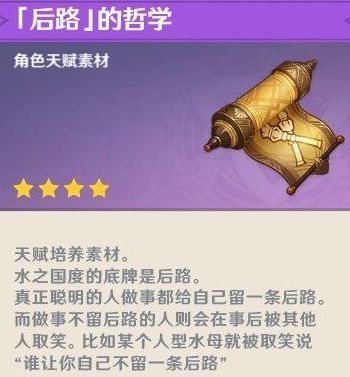 「后路」的哲学
角色天赋素材
天赋培养素材。
水之国度的底牌是后路。
真正聪明的人做事都给自己留一条后路。
而做事不留后路的人则会在事后被其他
人取笑。比如某个人型水母就被取笑说
“谁让你自己不留一条后路”